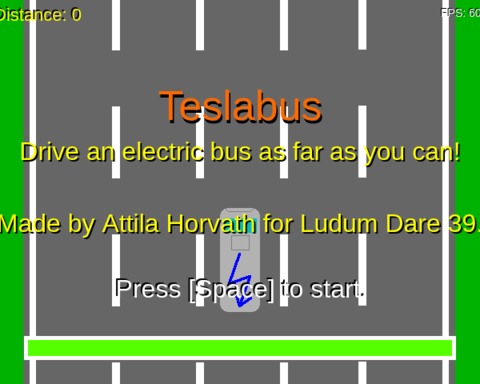 Distance: 0
FPS: 60
Teslabus
Drive an electric bus as far as you can!
Made by Attila Horvath for Ludum Dare 39.
Press [Space] to start.